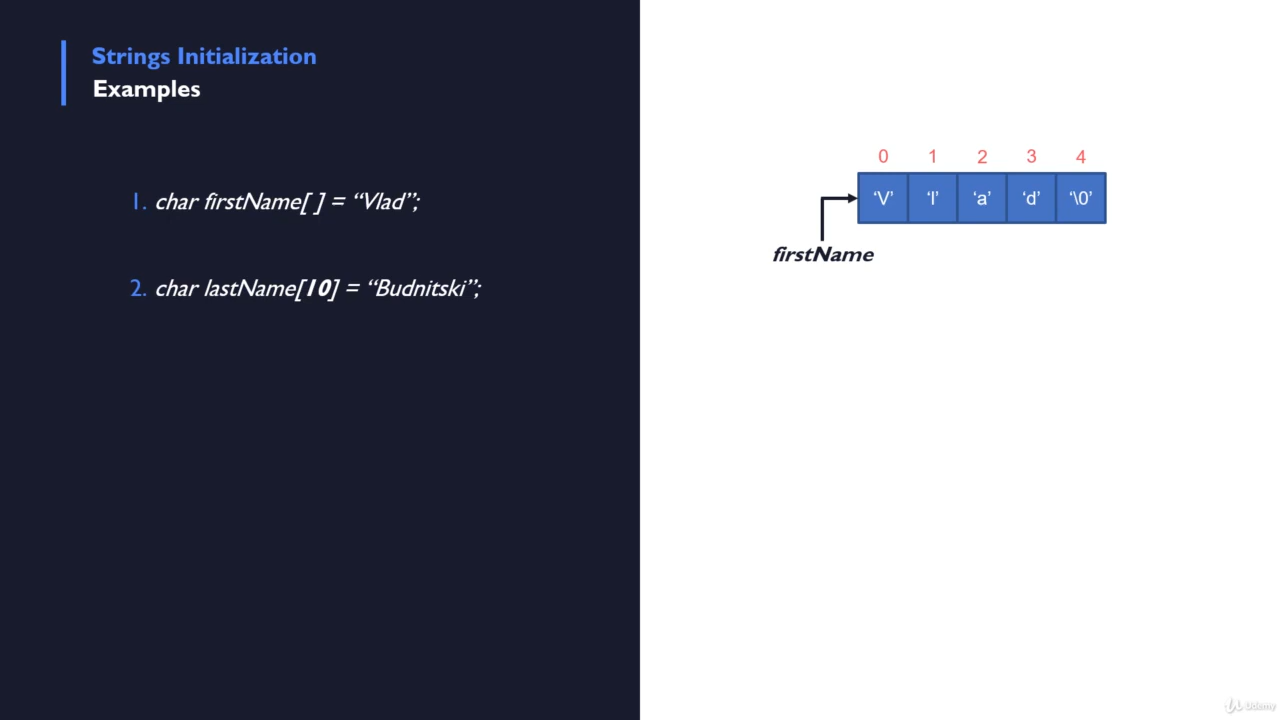 Strings Initialization
Examples
1. char firstName[ ] = “Vlad”;
2. char lastName[10] = “Budnitski”;
0 1 2 3 4
‘V’ ‘l’ ‘a’ ‘d’ ‘\0’
firstName
Udemy